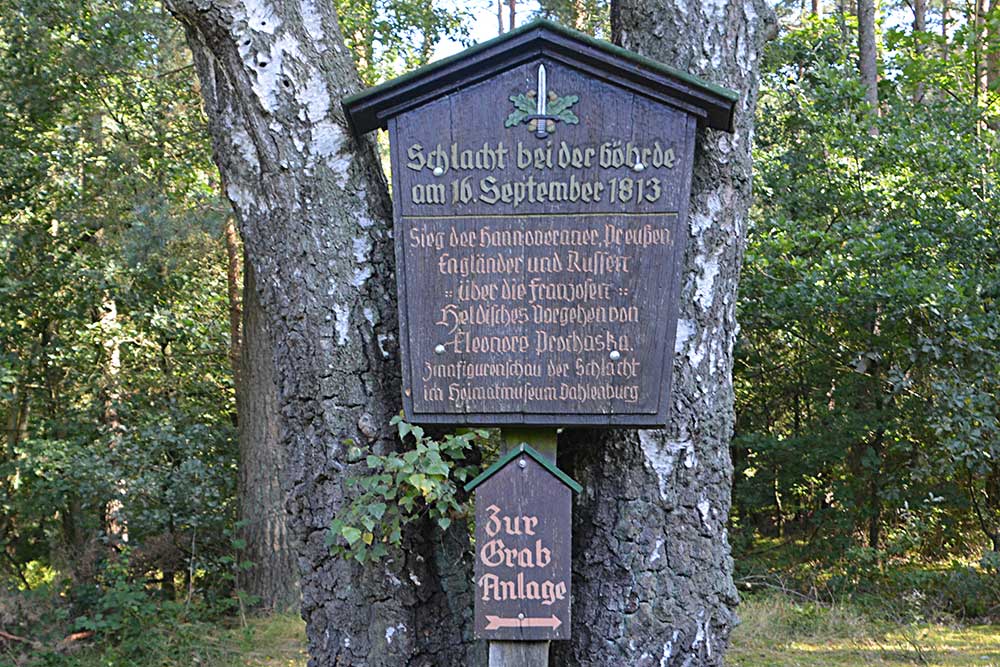 Schlacht bei der Göhrde
am 16. September 1813
Sieg der Hannoveraner, Preußen,
Engländer und Russen
:: über die Franzosen ::
Heldisches Vorgehen von
Eleonore Prochaska.
Zinnfigurenschau der Schlacht
im Heimatmuseum Dahlenburg
Zur
Grab
Anlage